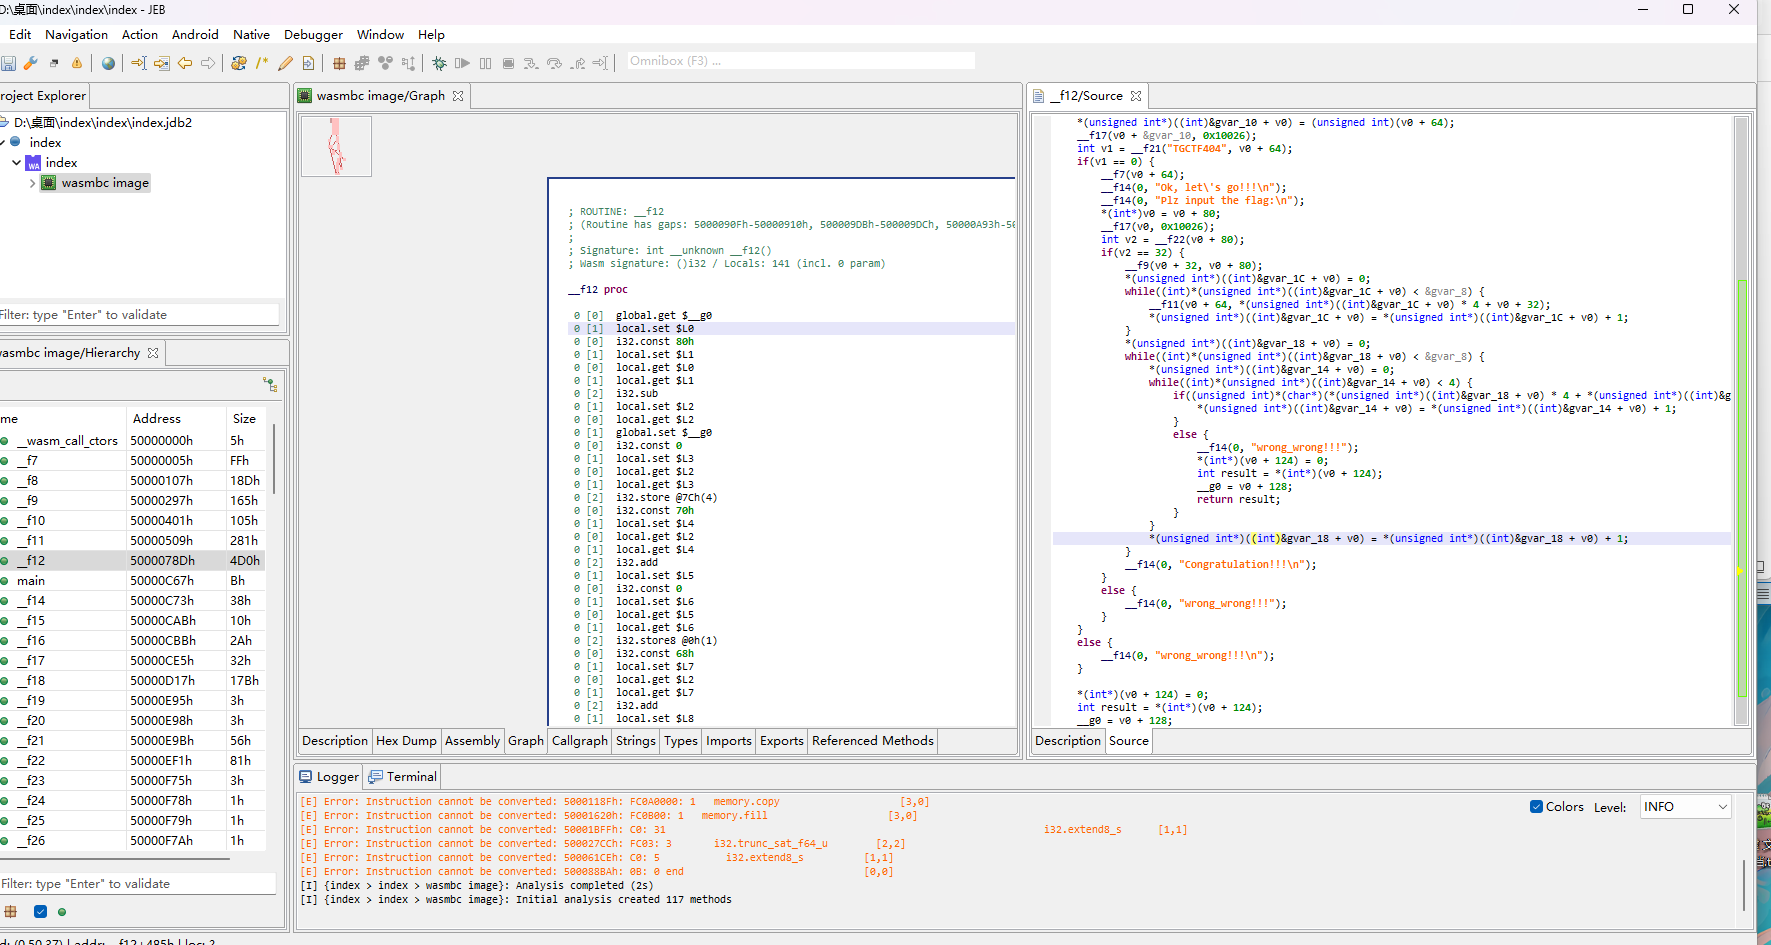 D:\桌面\index\index\index - JEB
Edit Navigation Action Android Native Debugger Window Help
Omnibox (F3) ...
roject Explorer
D:\桌面\index\index\index.jdb2
index
WA index
wasmbc image
Filter: type "Enter" to validate
wasmbc image/Hierarchy
me Address Size
__wasm_call_ctors 50000000h 5h
__f7 50000005h FFh
__f8 50000107h 18Dh
__f9 50000297h 165h
__f10 50000401h 105h
__f11 50000509h 281h
__f12 5000078Dh 4D0h
main 50000C67h Bh
__f14 50000C73h 38h
__f15 50000CABh 10h
__f16 50000CBBh 2Ah
__f17 50000CE5h 32h
__f18 50000D17h 17Bh
__f19 50000E95h 3h
__f20 50000E98h 3h
__f21 50000E9Bh 56h
__f22 50000EF1h 81h
__f23 50000F75h 3h
__f24 50000F78h 1h
__f25 50000F79h 1h
__f26 50000F7Ah 1h
Filter: type "Enter" to validate
d: (0,50,37) | addr: __f12+485h | loc: ?
wasmbc image/Graph
; ROUTINE: __f12
; (Routine has gaps: 5000090Fh-50000910h, 500009DBh-500009DCh, 50000A93h-50
;
; Signature: int __unknown __f12()
; Wasm signature: ()i32 / Locals: 141 (incl. 0 param)
__f12 proc
0 [0] global.get $__g0
0 [1] local.set $L0
0 [0] i32.const 80h
0 [1] local.set $L1
0 [0] local.get $L0
0 [1] local.get $L1
0 [2] i32.sub
0 [1] local.set $L2
0 [0] local.get $L2
0 [1] global.set $__g0
0 [0] i32.const 0
0 [1] local.set $L3
0 [0] local.get $L2
0 [1] local.get $L3
0 [2] i32.store @7Ch(4)
0 [0] i32.const 70h
0 [1] local.set $L4
0 [0] local.get $L2
0 [1] local.get $L4
0 [2] i32.add
0 [1] local.set $L5
0 [0] i32.const 0
0 [1] local.set $L6
0 [0] local.get $L5
0 [1] local.get $L6
0 [2] i32.store8 @0h(1)
0 [0] i32.const 68h
0 [1] local.set $L7
0 [0] local.get $L2
0 [1] local.get $L7
0 [2] i32.add
0 [1] local.set $L8
Description Hex Dump Assembly Graph Callgraph Strings Types Imports Exports Referenced Methods
__f12/Source
*(unsigned int*)((int)&gvar_10 + v0) = (unsigned int)(v0 + 64);
__f17(v0 + &gvar_10, 0x10026);
int v1 = __f21("TGCTF404", v0 + 64);
if(v1 == 0) {
__f7(v0 + 64);
__f14(0, "Ok, let\'s go!!!\n");
__f14(0, "Plz input the flag:\n");
*(int*)v0 = v0 + 80;
__f17(v0, 0x10026);
int v2 = __f22(v0 + 80);
if(v2 == 32) {
__f9(v0 + 32, v0 + 80);
*(unsigned int*)((int)&gvar_1C + v0) = 0;
while((int)*(unsigned int*)((int)&gvar_1C + v0) < &gvar_8) {
__f11(v0 + 64, *(unsigned int*)((int)&gvar_1C + v0) * 4 + v0 + 32);
*(unsigned int*)((int)&gvar_1C + v0) = *(unsigned int*)((int)&gvar_1C + v0) + 1;
}
*(unsigned int*)((int)&gvar_18 + v0) = 0;
while((int)*(unsigned int*)((int)&gvar_18 + v0) < &gvar_8) {
*(unsigned int*)((int)&gvar_14 + v0) = 0;
while((int)*(unsigned int*)((int)&gvar_14 + v0) < 4) {
if((unsigned int)*(char*)(*(unsigned int*)((int)&gvar_18 + v0) * 4 + *(unsigned int*)((int)&g
*(unsigned int*)((int)&gvar_14 + v0) = *(unsigned int*)((int)&gvar_14 + v0) + 1;
}
else {
__f14(0, "wrong_wrong!!!");
*(int*)(v0 + 124) = 0;
int result = *(int*)(v0 + 124);
__g0 = v0 + 128;
return result;
}
}
*(unsigned int*)((int)&gvar_18 + v0) = *(unsigned int*)((int)&gvar_18 + v0) + 1;
}
__f14(0, "Congratulation!!!\n");
}
else {
__f14(0, "wrong_wrong!!!");
}
}
else {
__f14(0, "wrong_wrong!!!\n");
}
*(int*)(v0 + 124) = 0;
int result = *(int*)(v0 + 124);
__g0 = v0 + 128;
Description Source
Logger Terminal
[E] Error: Instruction cannot be converted: 5000118Fh: FC0A0000: 1 memory.copy [3,0]
[E] Error: Instruction cannot be converted: 50001620h: FC0B00: 1 memory.fill [3,0]
[E] Error: Instruction cannot be converted: 50001BFFh: C0: 31 i32.extend8_s [1,1]
[E] Error: Instruction cannot be converted: 500027CCh: FC03: 3 i32.trunc_sat_f64_u [2,2]
[E] Error: Instruction cannot be converted: 500061CEh: C0: 5 i32.extend8_s [1,1]
[E] Error: Instruction cannot be converted: 500088BAh: 0B: 0 end [0,0]
[I] {index > index > wasmbc image}: Analysis completed (2s)
[I] {index > index > wasmbc image}: Initial analysis created 117 methods
Colors Level: INFO